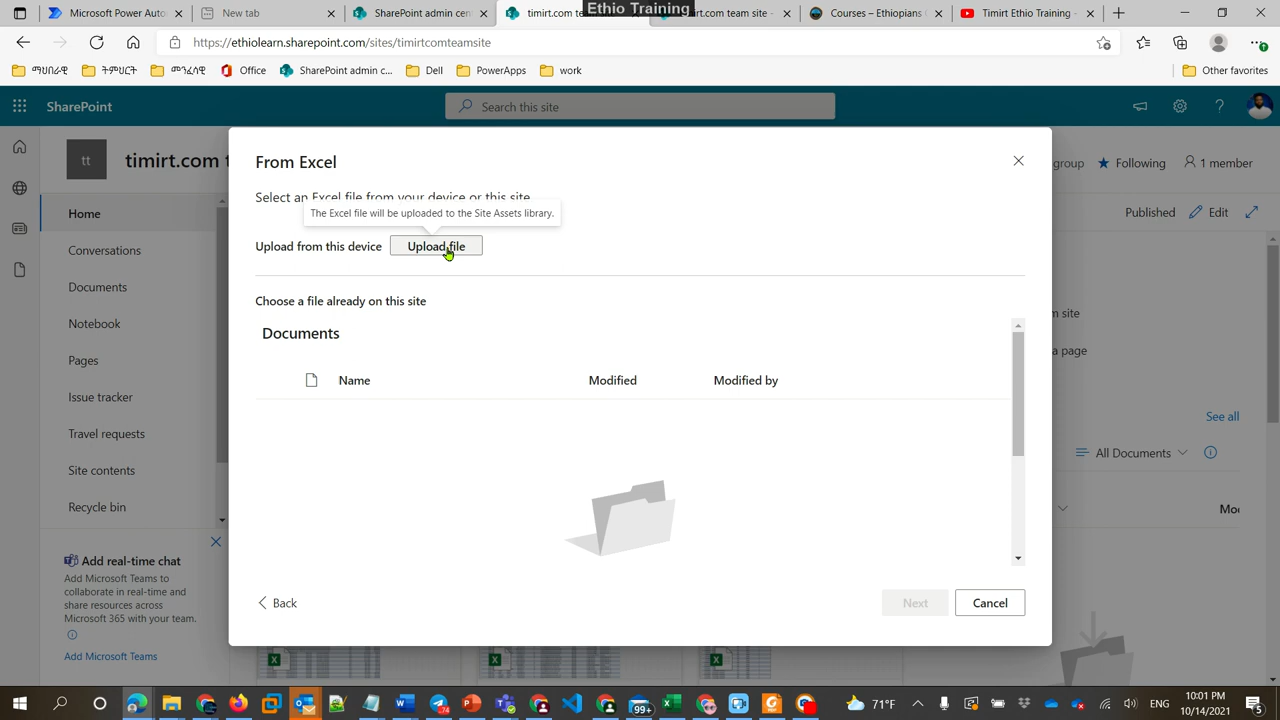 Ethio Training
Microsoft Power Auto
New tab
SharePoint admin cen
timirt.com te
com team site -
Courses – Ethiopians
Timirt Ethio Training -
https://ethiolearn.sharepoint.com/sites/timirtcomteamsite
ማህበራዊ
ትምህርት
መንፈሳዊ
Office
SharePoint admin c...
Dell
PowerApps
work
Other favorites
SharePoint
Search this site
tt
timirt.com t
group
Following
1 member
Home
Conversations
Documents
Notebook
Pages
Issue tracker
Travel requests
Site contents
Recycle bin
Published
Edit
From Excel
Select an Excel file from your device or this site
The Excel file will be uploaded to the Site Assets library.
Upload from this device
Upload file
Choose a file already on this site
Documents
Name
Modified
Modified by
Back
Next
Cancel
m site
a page
See all
All Documents
Mo
Add real-time chat
Add Microsoft Teams to
collaborate in real-time and
share resources across
Microsoft 365 with your team.
Add Microsoft Teams
99+
71°F
ENG
10:01 PM
10/14/2021
5